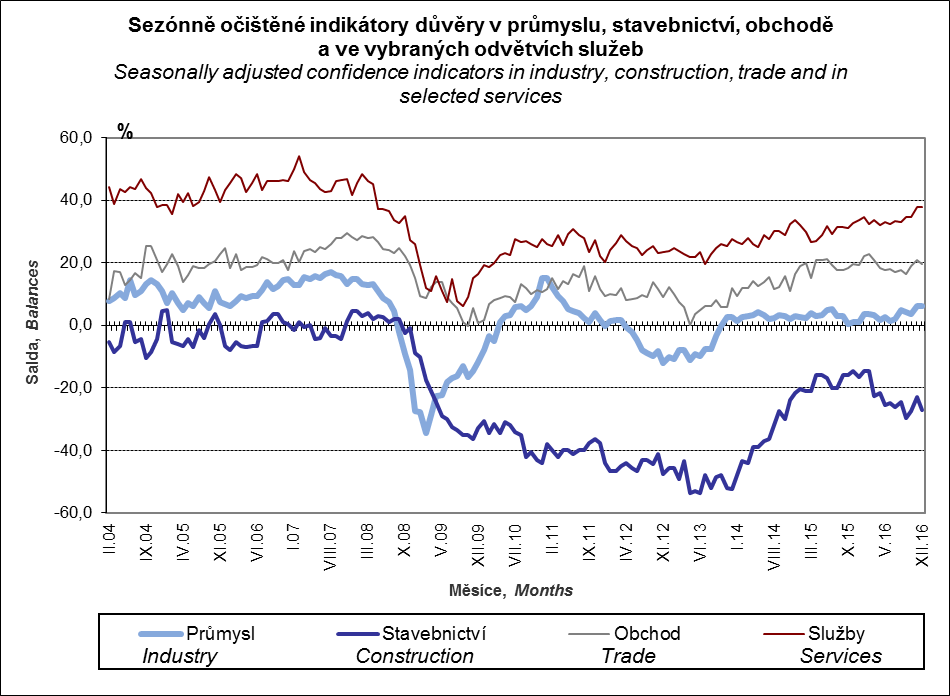 Sezónně očištěné indikátory důvěry v průmyslu, stavebnictví, obchodě
a ve vybraných odvětvích služeb
Seasonally adjusted confidence indicators in industry, construction, trade and in
selected services
%
60,0
40,0
20,0
0,0
-20,0
-40,0
-60,0
Salda, Balances
II.04
IX.04
IV.05
XI.05
VI.06
I.07
VIII.07
III.08
X.08
V.09
XII.09
VII.10
II.11
IX.11
IV.12
XI.12
VI.13
I.14
VIII.14
III.15
X.15
V.16
XII.16
Měsíce, Months
Průmysl Stavebnictví Obchod Služby
Industry Construction Trade Services